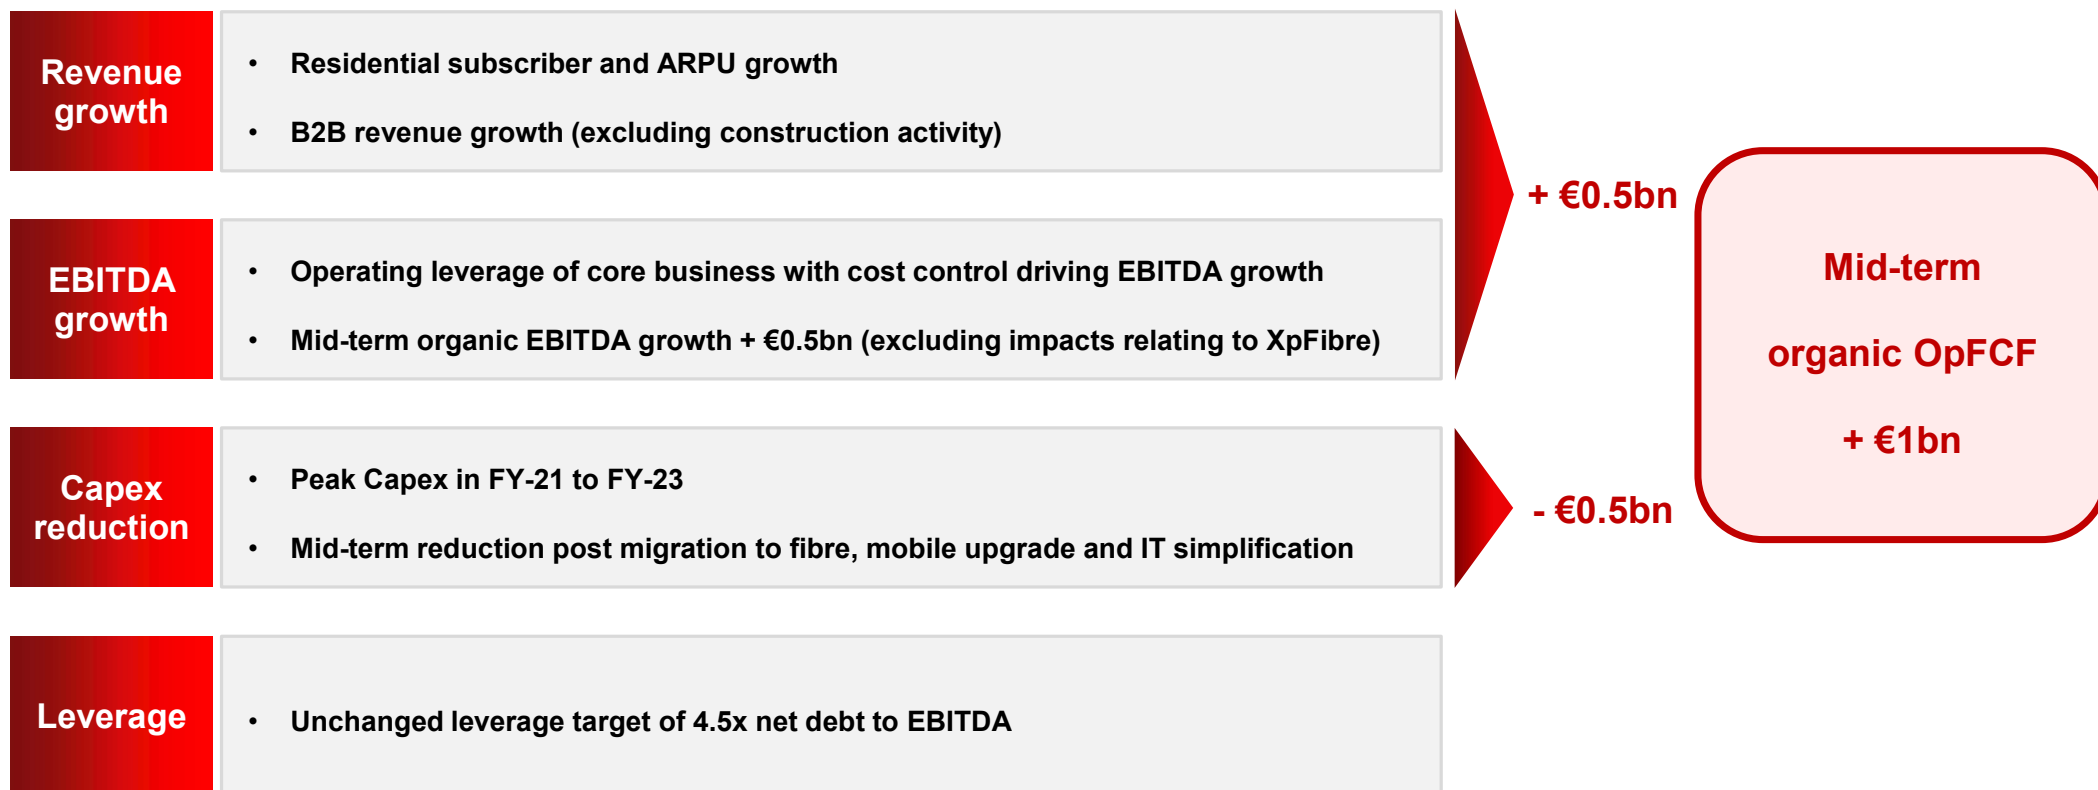 Revenue
growth
• Residential subscriber and ARPU growth
• B2B revenue growth (excluding construction activity)
EBITDA
growth
• Operating leverage of core business with cost control driving EBITDA growth
• Mid-term organic EBITDA growth + €0.5bn (excluding impacts relating to XpFibre)
+ €0.5bn
Capex
reduction
• Peak Capex in FY-21 to FY-23
• Mid-term reduction post migration to fibre, mobile upgrade and IT simplification
- €0.5bn
Mid-term
organic OpFCF
+ €1bn
Leverage
• Unchanged leverage target of 4.5x net debt to EBITDA